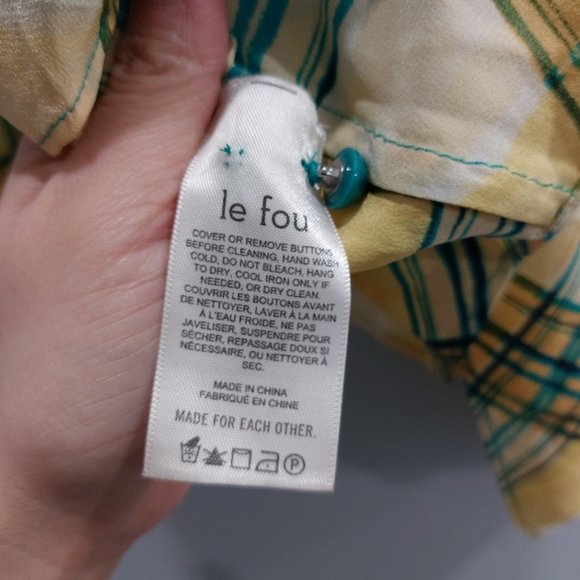 le fou
COVER OR REMOVE BUTTONS
BEFORE CLEANING, HAND WASH
COLD, DO NOT BLEACH, HANG
TO DRY, COOL IRON ONLY IF
NEEDED, OR DRY CLEAN.
COUVRIR LES BOUTONS AVANT
DE NETTOYER, LAVER À LA MAIN
À L'EAU FROIDE, NE PAS
JAVELISER, SUSPENDRE POUR
SÉCHER, REPASSAGE DOUX SI
NÉCESSAIRE, OU NETTOYER À
SEC.
MADE IN CHINA
FABRIQUÉ EN CHINE
MADE FOR EACH OTHER.
P